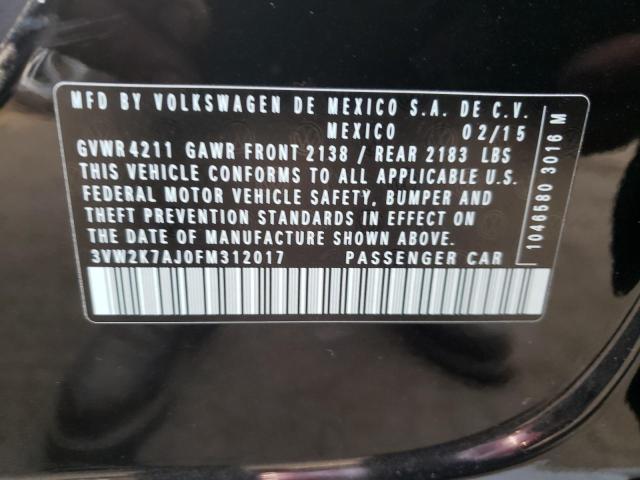 MFD BY VOLKSWAGEN DE MEXICO S.A. DE C.V.
MEXICO 02/15
GVWR 4211 GAWR FRONT 2138 / REAR 2183 LBS
THIS VEHICLE CONFORMS TO ALL APPLICABLE U.S.
FEDERAL MOTOR VEHICLE SAFETY, BUMPER AND
THEFT PREVENTION STANDARDS IN EFFECT ON
THE DATE OF MANUFACTURE SHOWN ABOVE.
3VW2K7AJ0FM312017 PASSENGER CAR
1046580 3016 M